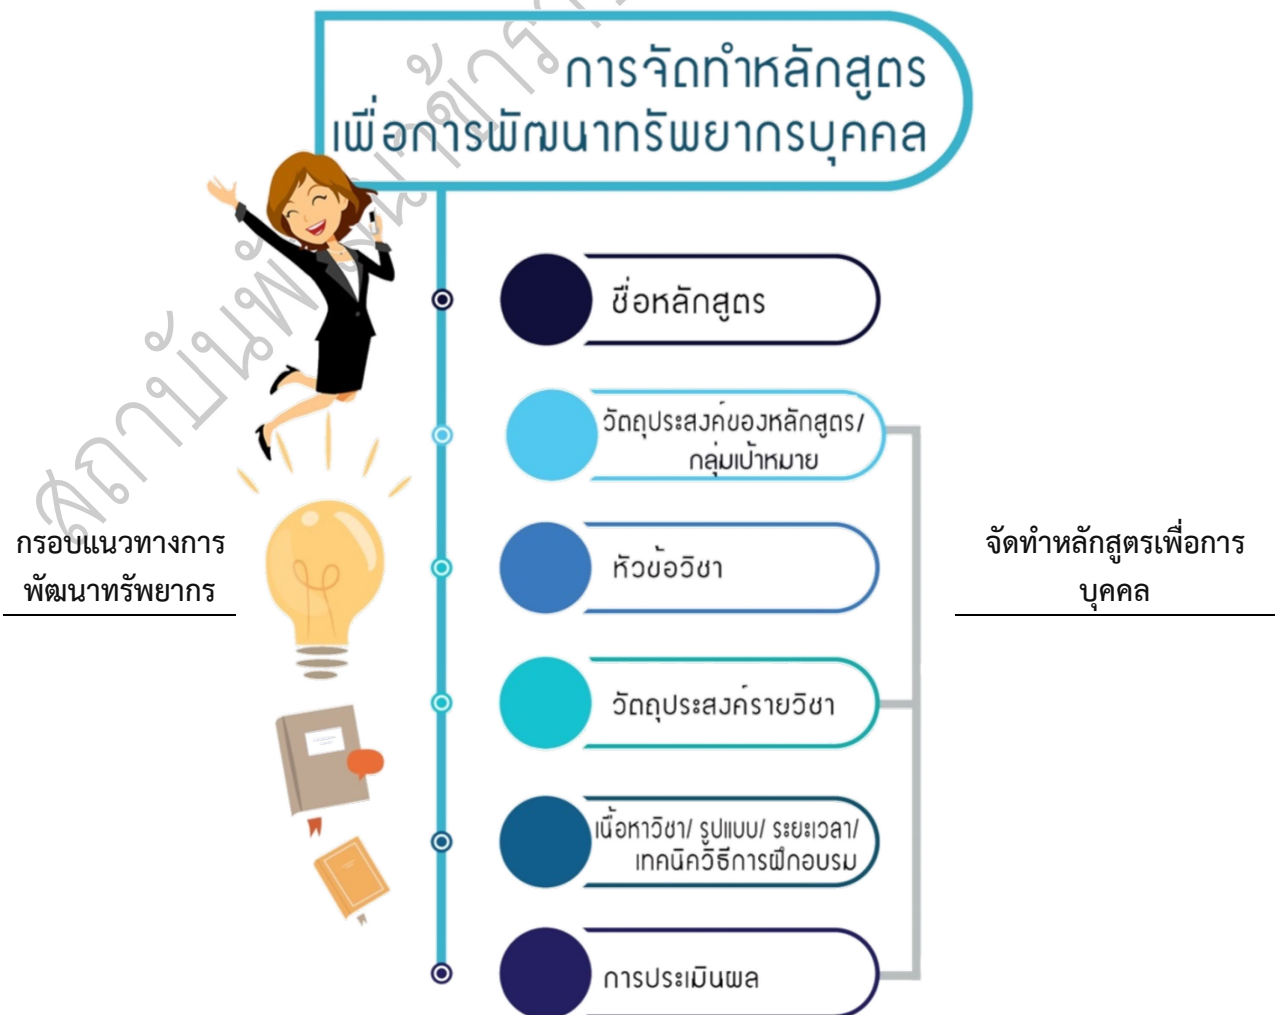 การจัดทำหลักสูตร
เพื่อการพัฒนาทรัพยากรบุคคล
ชื่อหลักสูตร
วัตถุประสงค์ของหลักสูตร/
กลุ่มเป้าหมาย
กรอบแนวทางการ
พัฒนาทรัพยากร
หัวข้อวิชา
จัดทำหลักสูตรเพื่อการ
บุคคล
วัตถุประสงค์รายวิชา
เนื้อหาวิชา/ รูปแบบ/ ระยะเวลา/
เทคนิควิธีการฝึกอบรม
การประเมินผล